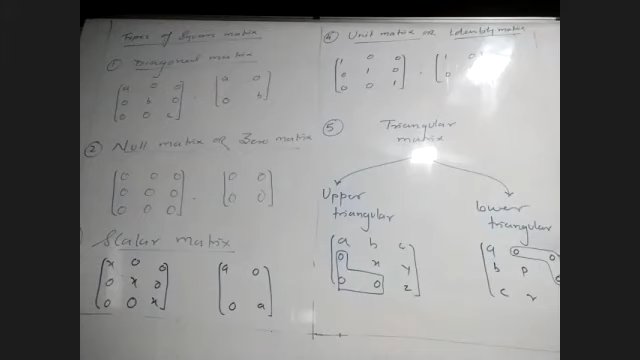 Types of Square matrix
① Diagonal matrix
a 0 0 a 0
0 b 0 . 0 b
0 0 c
② Null matrix or Zero matrix
0 0 0 0 0
0 0 0 . 0 0
0 0 0
Scalar matrix
x 0 0 a 0
0 x 0 0 a
0 0 x
④ Unit matrix or Identity matrix
1 0 0 1
0 1 0 . 0
0 0 1
⑤ Triangular
matrix
Upper
triangular
a b c
0 x y
0 0 z
Lower
triangular
a 0 0
b p
c r